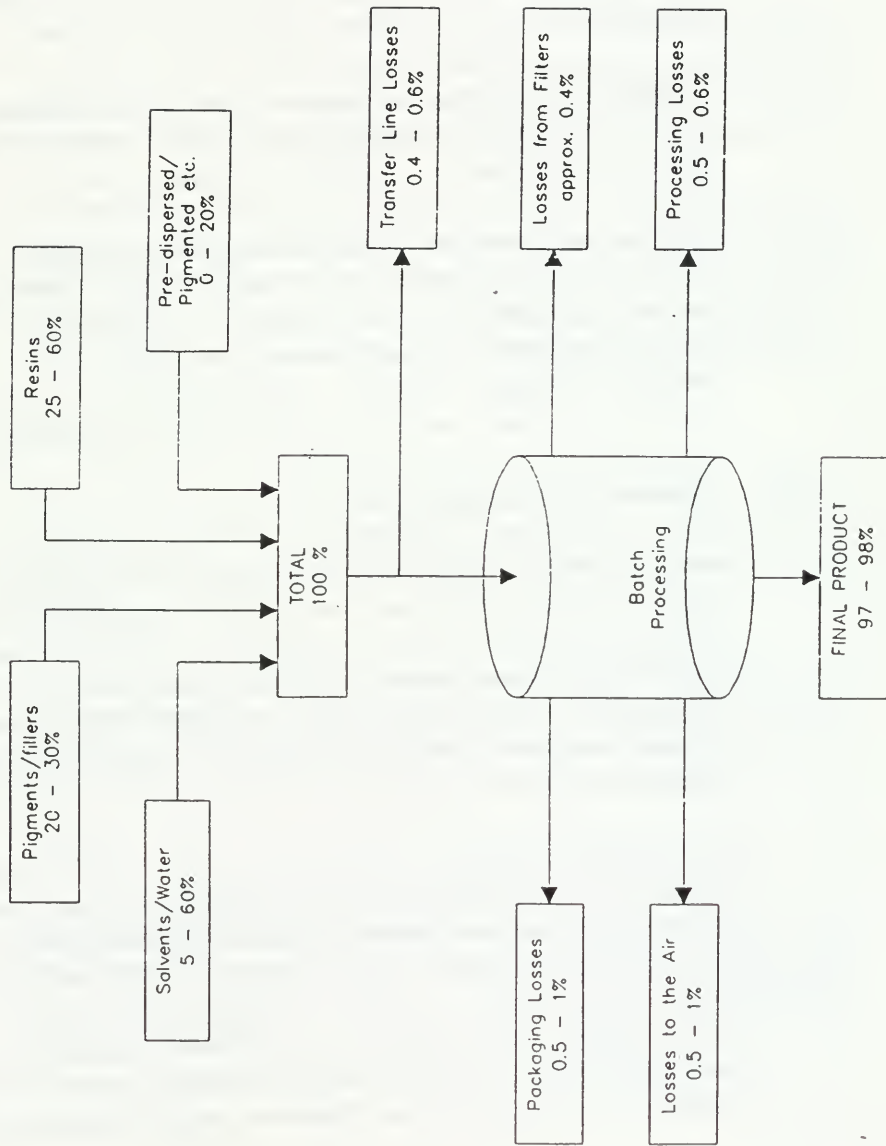 Pigments/fillers
20 - 30%
Resins
25 - 60%
Solvents/Water
5 - 60%
Pre-dispersed/
Pigmented etc.
0 - 20%
TOTAL
100 %
Transfer Line Losses
0.4 - 0.6%
Batch
Processing
Packaging Losses
0.5 - 1%
Losses from Filters
approx. 0.4%
Losses to the Air
0.5 - 1%
Processing Losses
0.5 - 0.6%
FINAL PRODUCT
97 - 98%